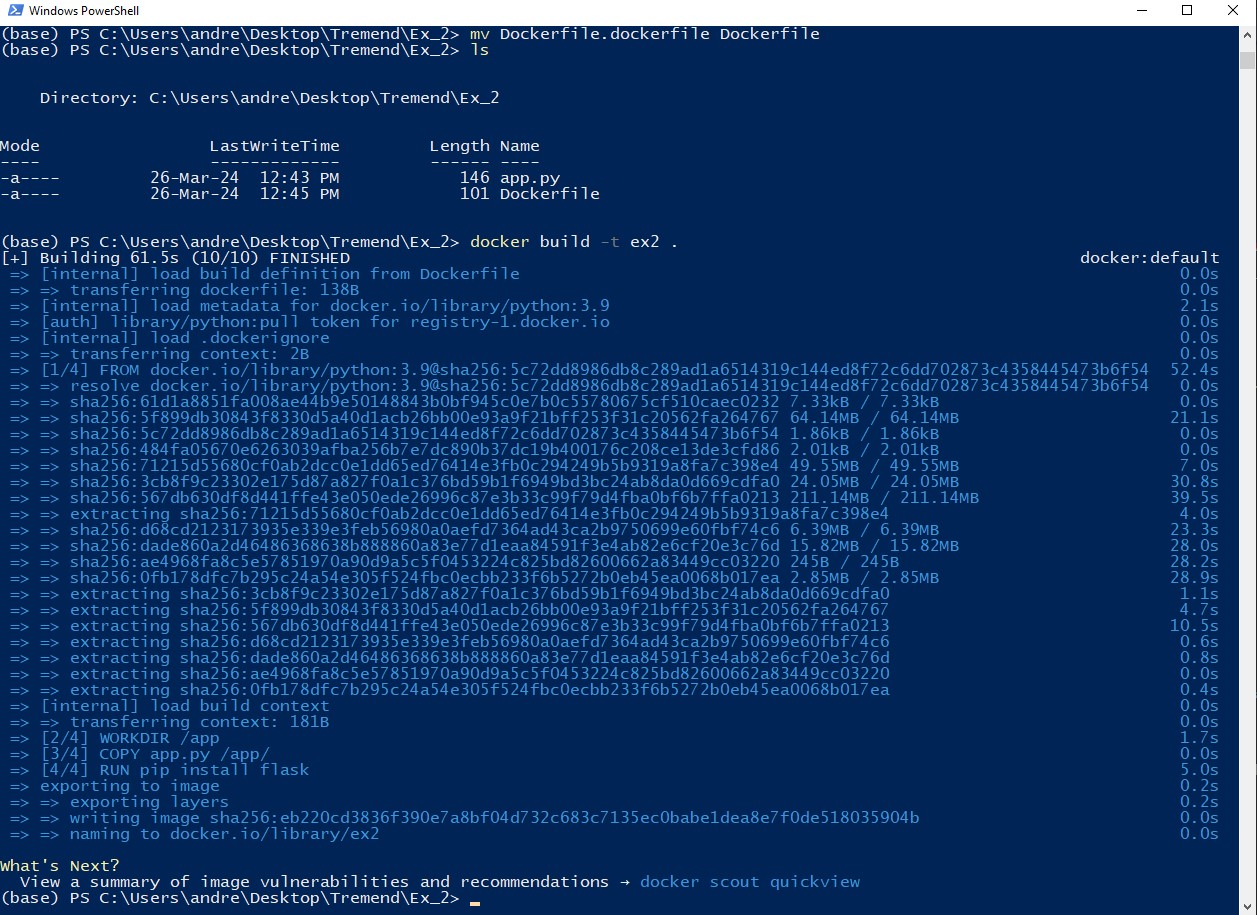 Windows PowerShell
(base) PS C:\Users\andre\Desktop\Tremend\Ex_2> mv Dockerfile.dockerfile Dockerfile
(base) PS C:\Users\andre\Desktop\Tremend\Ex_2> ls
Directory: C:\Users\andre\Desktop\Tremend\Ex_2
Mode LastWriteTime Length Name
---- ------------- ------ ----
-a---- 26-Mar-24 12:43 PM 146 app.py
-a---- 26-Mar-24 12:45 PM 101 Dockerfile
(base) PS C:\Users\andre\Desktop\Tremend\Ex_2> docker build -t ex2 .
[+] Building 61.5s (10/10) FINISHED docker:default
=> [internal] load build definition from Dockerfile 0.0s
=> => transferring dockerfile: 138B 0.0s
=> [internal] load metadata for docker.io/library/python:3.9 2.1s
=> [auth] library/python:pull token for registry-1.docker.io 0.0s
=> [internal] load .dockerignore 0.0s
=> => transferring context: 2B 0.0s
=> [1/4] FROM docker.io/library/python:3.9@sha256:5c72dd8986db8c289ad1a6514319c144ed8f72c6dd702873c4358445473b6f54 52.4s
=> => resolve docker.io/library/python:3.9@sha256:5c72dd8986db8c289ad1a6514319c144ed8f72c6dd702873c4358445473b6f54 0.0s
=> => sha256:61d1a8851fa008ae44b9e50148843b0bf945c0e7b0c55780675cf510caec0232 7.33kB / 7.33kB 0.0s
=> => sha256:5f899db30843f8330d5a40d1acb26bb00e93a9f21bff253f31c20562fa264767 64.14MB / 64.14MB 21.1s
=> => sha256:5c72dd8986db8c289ad1a6514319c144ed8f72c6dd702873c4358445473b6f54 1.86kB / 1.86kB 0.0s
=> => sha256:484fa05670e6263039afba256b7e7dc890b37dc19b400176c208ce13de3cfd86 2.01kB / 2.01kB 0.0s
=> => sha256:71215d55680cf0ab2dcc0e1dd65ed76414e3fb0c294249b5b9319a8fa7c398e4 49.55MB / 49.55MB 7.0s
=> => sha256:3cb8f9c23302e175d87a827f0a1c376bd59b1f6949bd3bc24ab8da0d669cdfa0 24.05MB / 24.05MB 30.8s
=> => sha256:567db630df8d441ffe43e050ede26996c87e3b33c99f79d4fba0bf6b7ffa0213 211.14MB / 211.14MB 39.5s
=> => extracting sha256:71215d55680cf0ab2dcc0e1dd65ed76414e3fb0c294249b5b9319a8fa7c398e4 4.0s
=> => sha256:d68cd2123173935e339e3feb56980a0aefd7364ad43ca2b9750699e60fbf74c6 6.39MB / 6.39MB 23.3s
=> => sha256:dade860a2d46486368638b888860a83e77d1eaa84591f3e4ab82e6cf20e3c76d 15.82MB / 15.82MB 28.0s
=> => sha256:ae4968fa8c5e57851970a90d9a5c5f0453224c825bd82600662a83449cc03220 245B / 245B 28.2s
=> => sha256:0fb178dfc7b295c24a54e305f524fbc0ecbb233f6b5272b0eb45ea0068b017ea 2.85MB / 2.85MB 28.9s
=> => extracting sha256:3cb8f9c23302e175d87a827f0a1c376bd59b1f6949bd3bc24ab8da0d669cdfa0 1.1s
=> => extracting sha256:5f899db30843f8330d5a40d1acb26bb00e93a9f21bff253f31c20562fa264767 4.7s
=> => extracting sha256:567db630df8d441ffe43e050ede26996c87e3b33c99f79d4fba0bf6b7ffa0213 10.5s
=> => extracting sha256:d68cd2123173935e339e3feb56980a0aefd7364ad43ca2b9750699e60fbf74c6 0.6s
=> => extracting sha256:dade860a2d46486368638b888860a83e77d1eaa84591f3e4ab82e6cf20e3c76d 0.8s
=> => extracting sha256:ae4968fa8c5e57851970a90d9a5c5f0453224c825bd82600662a83449cc03220 0.0s
=> => extracting sha256:0fb178dfc7b295c24a54e305f524fbc0ecbb233f6b5272b0eb45ea0068b017ea 0.4s
=> [internal] load build context 0.0s
=> => transferring context: 181B 0.0s
=> [2/4] WORKDIR /app 1.7s
=> [3/4] COPY app.py /app/ 0.0s
=> [4/4] RUN pip install flask 5.0s
=> exporting to image 0.2s
=> => exporting layers 0.2s
=> => writing image sha256:eb220cd3836f390e7a8bf04d732c683c7135ec0babe1dea8e7f0de518035904b 0.0s
=> => naming to docker.io/library/ex2 0.0s
What's Next?
View a summary of image vulnerabilities and recommendations → docker scout quickview
(base) PS C:\Users\andre\Desktop\Tremend\Ex_2>